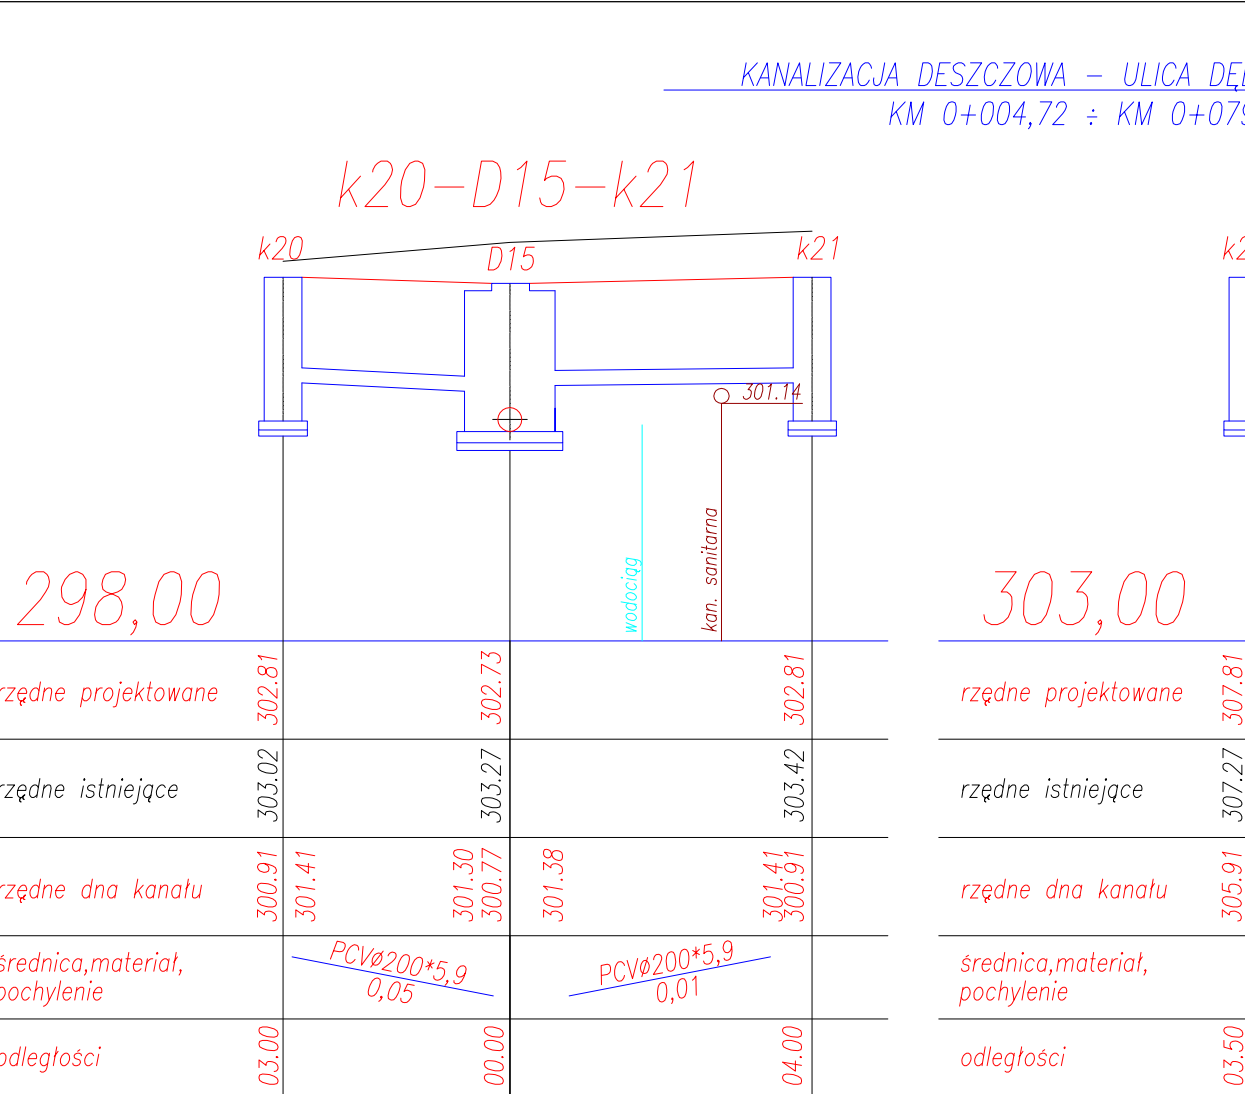 KANALIZACJA DESZCZOWA – ULICA
KM 0+004,72 ÷ KM 0+079
k20–D15–k21
k20
D15
k21
301.14
wodociąg
kan. sanitarna
298,00
303,00
rzędne projektowane
302.81
302.73
302.81
rzędne projektowane
307.81
rzędne istniejące
303.02
303.27
303.42
rzędne istniejące
307.27
rzędne dna kanału
300.91
301.41
301.30
300.77
301.38
301.41
300.91
rzędne dna kanału
305.91
średnica,materiał,
pochylenie
PCVø200*5,9
0,05
PCVø200*5,9
0,01
średnica,materiał,
pochylenie
odległości
03.00
00.00
04.00
odległości
03.50